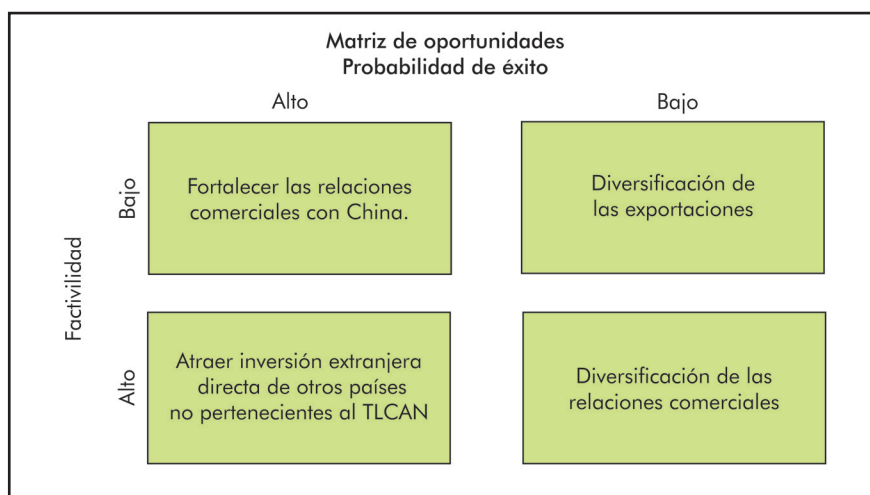 Matriz de oportunidades
Probabilidad de éxito
Alto
Bajo
Factivilidad
Bajo
Fortalecer las relaciones
comerciales con China.
Diversificación de
las exportaciones
Alto
Atraer inversión extranjera
directa de otros países
no pertenecientes al TLCAN
Diversificación de las
relaciones comerciales